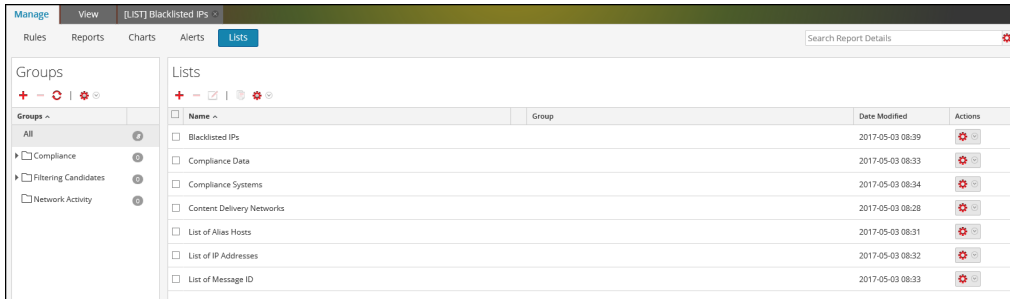 Manage View [LIST] Blacklisted IPs
Rules Reports Charts Alerts Lists Search Report Details
Groups
Groups
All
Compliance 0
Filtering Candidates 0
Network Activity 0
Lists
Name Group Date Modified Actions
Blacklisted IPs 2017-05-03 08:39
Compliance Data 2017-05-03 08:33
Compliance Systems 2017-05-03 08:34
Content Delivery Networks 2017-05-03 08:28
List of Alias Hosts 2017-05-03 08:31
List of IP Addresses 2017-05-03 08:32
List of Message ID 2017-05-03 08:33